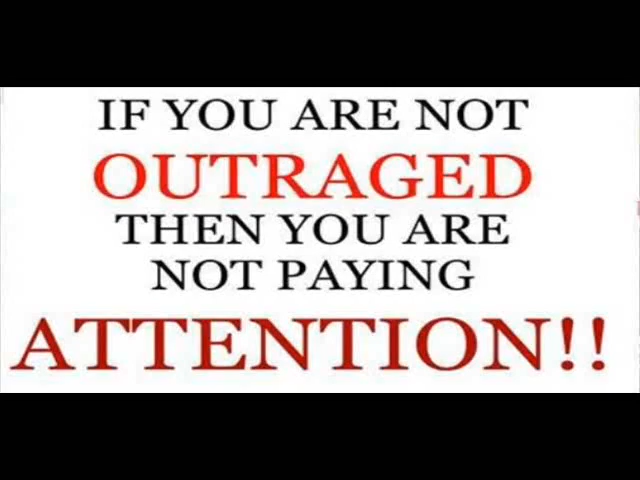 IF YOU ARE NOT
OUTRAGED
THEN YOU ARE
NOT PAYING
ATTENTION!!